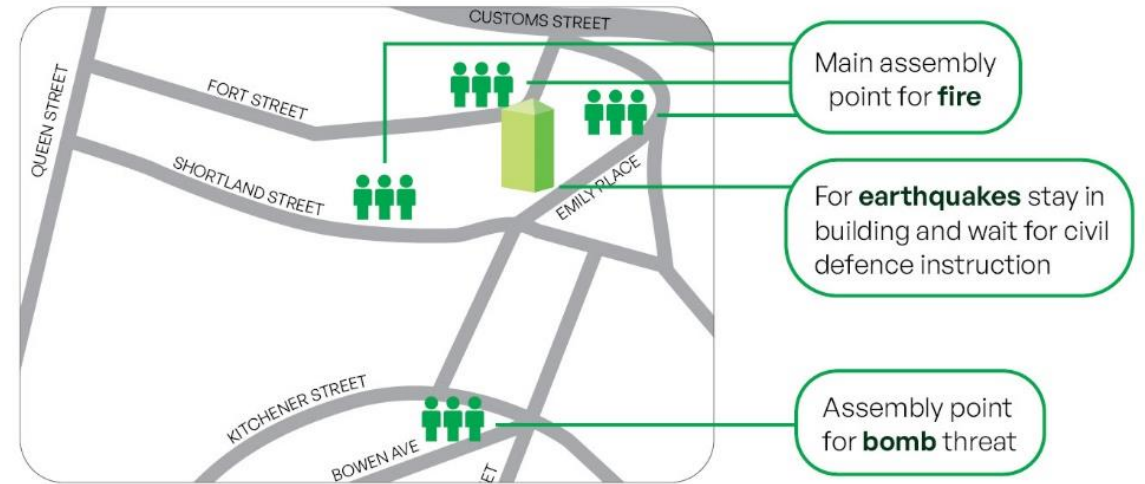 CUSTOMS STREET
QUEEN STREET
FORT STREET
SHORTLAND STREET
EMILY PLACE
KITCHENER STREET
BOWEN AVE
ET
Main assembly
point for fire
For earthquakes stay in
building and wait for civil
defence instruction
Assembly point
for bomb threat